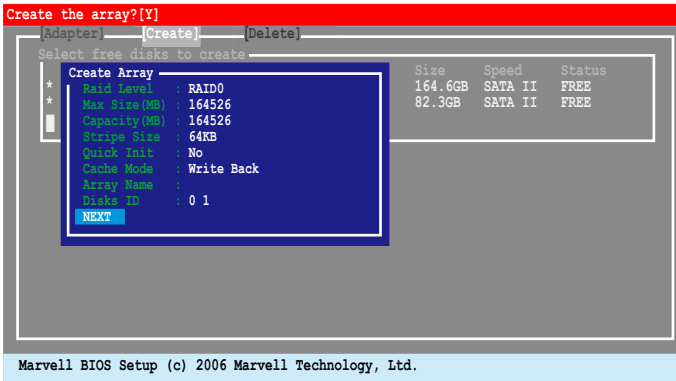 Create the array?[Y]
[Adapter] [Create] [Delete]
Select free disks to create
Size Speed Status
* 164.6GB SATA II FREE
* 82.3GB SATA II FREE
Create Array
Raid Level : RAID0
Max Size(MB) : 164526
Capacity(MB) : 164526
Stripe Size : 64KB
Quick Init : No
Cache Mode : Write Back
Array Name :
Disks ID : 0 1
NEXT
Marvell BIOS Setup (c) 2006 Marvell Technology, Ltd.